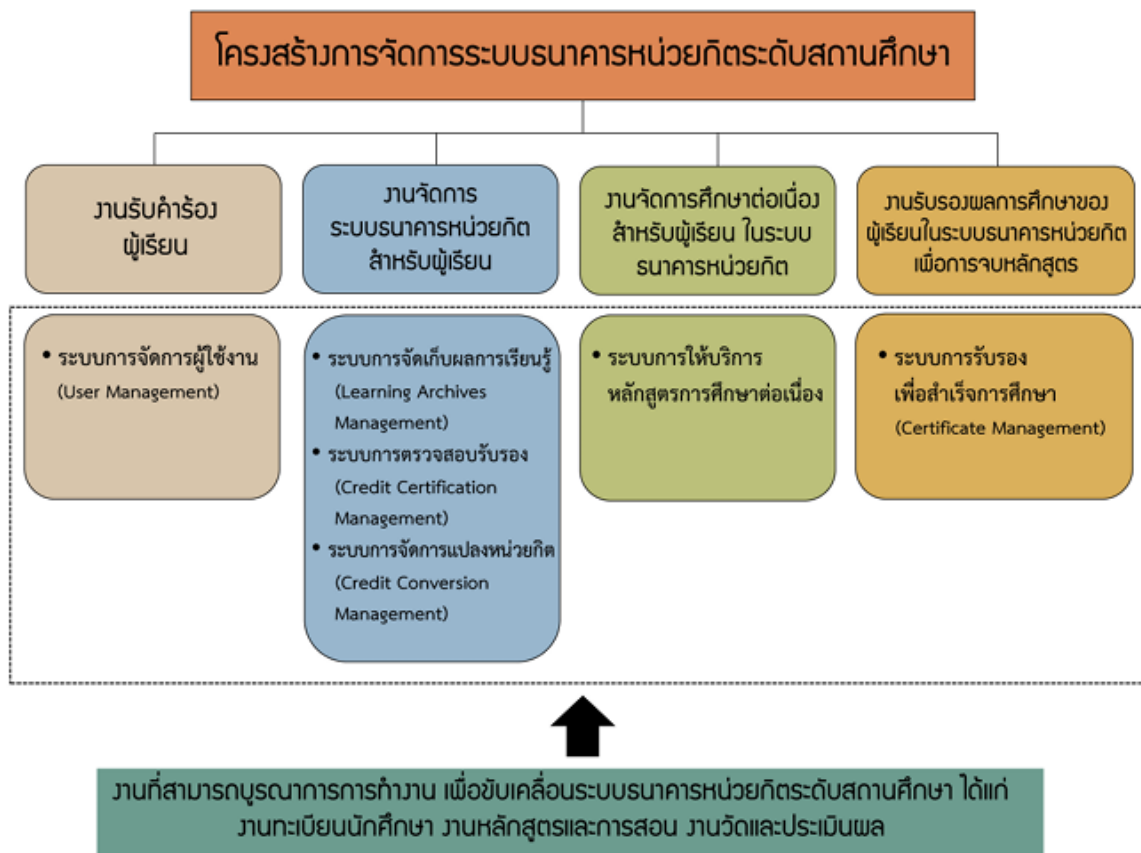 โครงสร้างการจัดการระบบธนาคารหน่วยกิตระดับสถานศึกษา
งานรับคำร้อง
ผู้เรียน
งานจัดการ
ระบบธนาคารหน่วยกิต
สำหรับผู้เรียน
งานจัดการศึกษาต่อเนื่อง
สำหรับผู้เรียน ในระบบ
ธนาคารหน่วยกิต
งานรับรองผลการศึกษาของ
ผู้เรียนในระบบธนาคารหน่วยกิต
เพื่อการจบหลักสูตร
• ระบบการจัดการผู้ใช้งาน
(User Management)
• ระบบการจัดเก็บผลการเรียนรู้
(Learning Archives
Management)
• ระบบการตรวจสอบรับรอง
(Credit Certification
Management)
• ระบบการจัดการแปลงหน่วยกิต
(Credit Conversion
Management)
• ระบบการให้บริการ
หลักสูตรการศึกษาต่อเนื่อง
• ระบบการรับรอง
เพื่อสำเร็จการศึกษา
(Certificate Management)
งานที่สามารถบูรณาการการทำงาน เพื่อขับเคลื่อนระบบธนาคารหน่วยกิตระดับสถานศึกษา ได้แก่
งานทะเบียนนักศึกษา งานหลักสูตรและการสอน งานวัดและประเมินผล